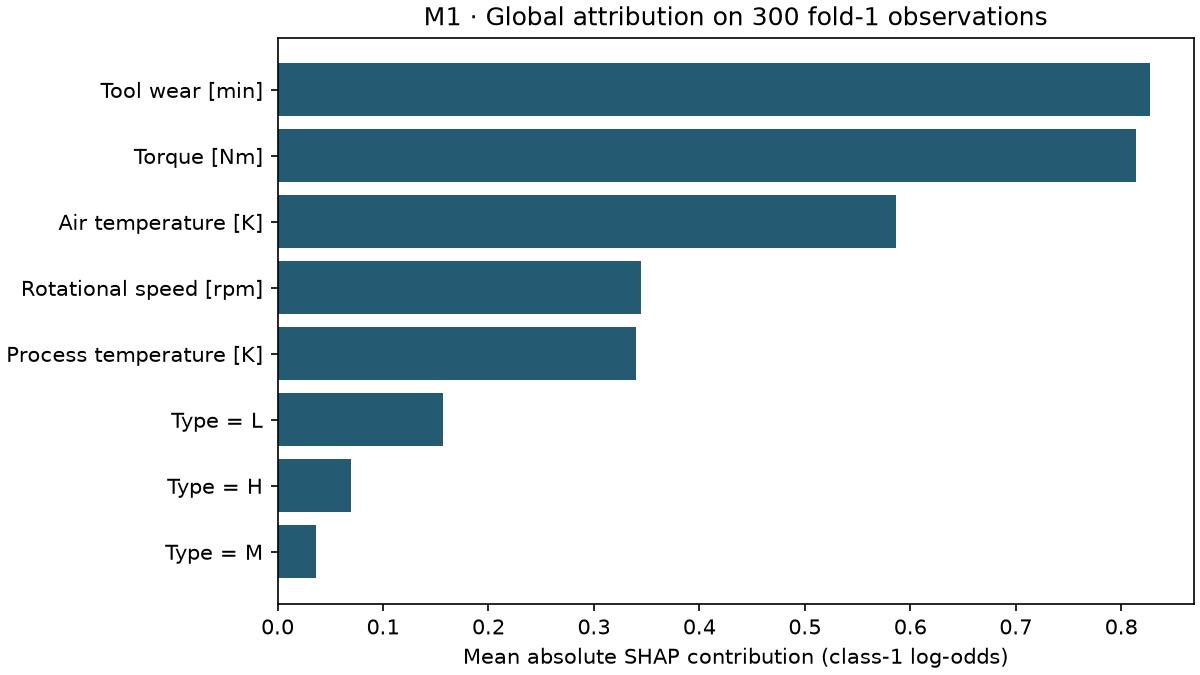 M1 · Global attribution on 300 fold-1 observations
Tool wear [min]
Torque [Nm]
Air temperature [K]
Rotational speed [rpm]
Process temperature [K]
Type = L
Type = H
Type = M
0.0 0.1 0.2 0.3 0.4 0.5 0.6 0.7 0.8
Mean absolute SHAP contribution (class-1 log-odds)